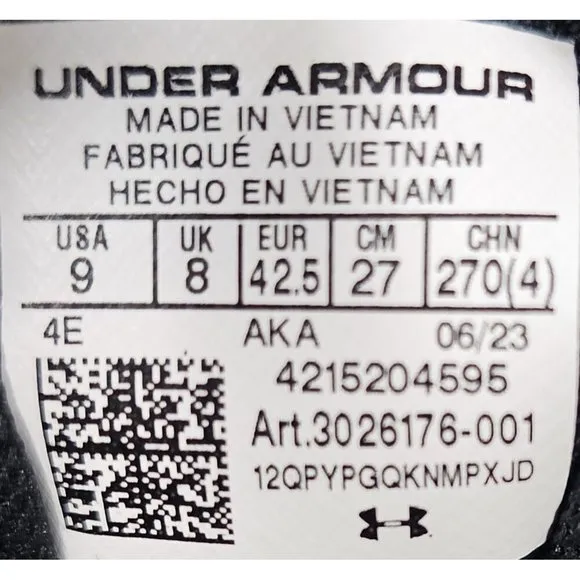 UNDER ARMOUR
MADE IN VIETNAM
FABRIQUÉ AU VIETNAM
HECHO EN VIETNAM
USA UK EUR CM CHN
9 8 42.5 27 270(4)
4E AKA 06/23
4215204595
Art.3026176-001
12QPYPGQKNMPXJD